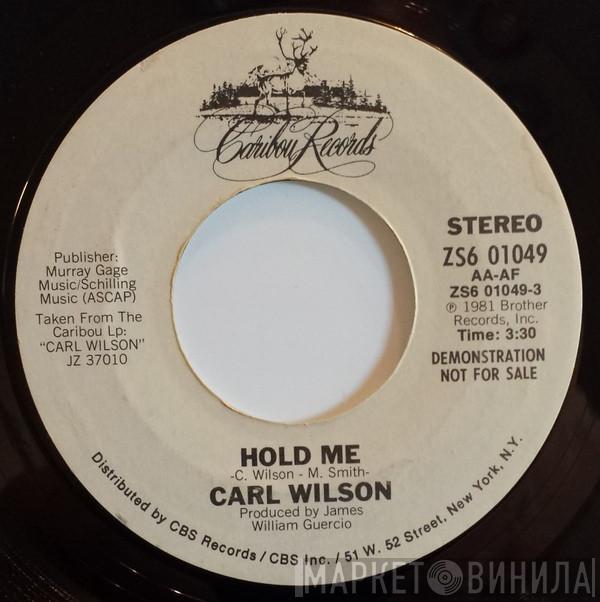 Caribou Records
Publisher:
Murray Gage
Music/Schilling
Music (ASCAP)
Taken From The
Caribou Lp:
"CARL WILSON"
JZ 37010
STEREO
ZS6 01049
AA-AF
ZS6 01049-3
℗ 1981 Brother
Records, Inc.
Time: 3:30
DEMONSTRATION
NOT FOR SALE
HOLD ME
-C. Wilson - M. Smith-
CARL WILSON
Produced by James
William Guercio
Distributed by CBS Records / CBS Inc. / 51 W. 52 Street, New York, N.Y.
МАРКЕТ ВИНИЛА